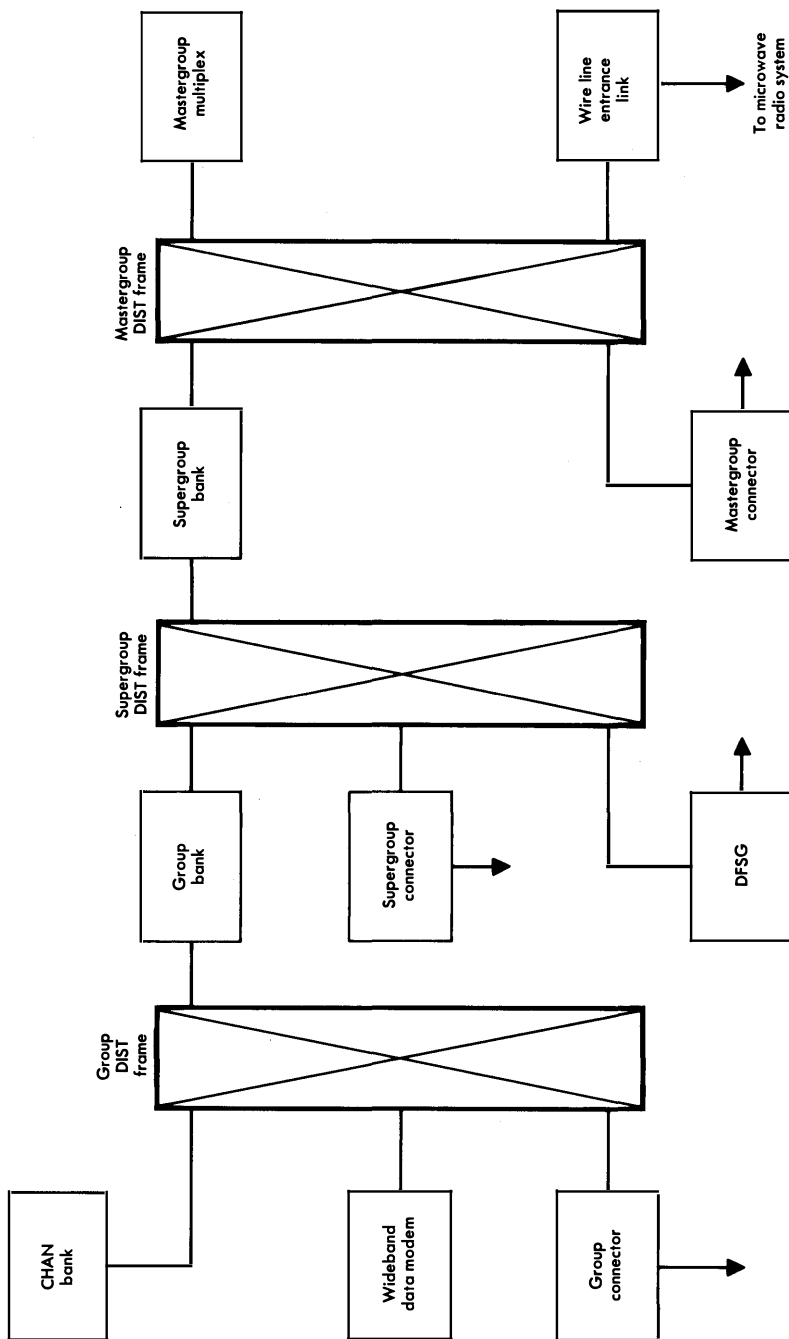 CHAN
bank
Group
DIST
frame
Group
bank
Supergroup
DIST frame
Supergroup
bank
Mastergroup
DIST frame
Mastergroup
multiplex
Wideband
data modem
Supergroup
connector
Group
connector
DFSG
Mastergroup
connector
Wire line
entrance
link
To microwave
radio system